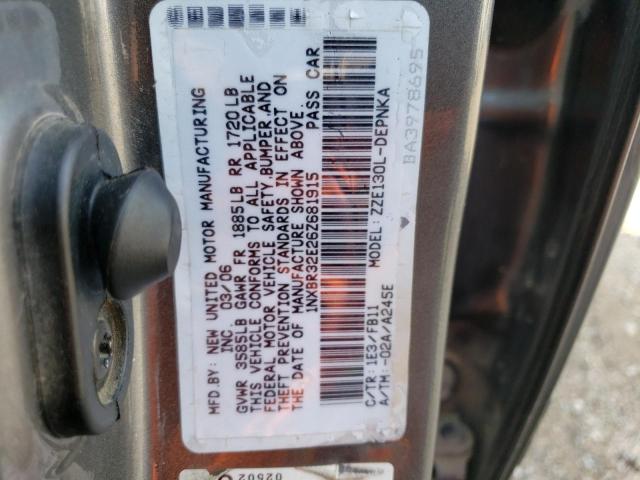 MFD BY: NEW UNITED MOTOR MANUFACTURING
INC. 03/06
GVWR 3585LB GAWR FR 1885LB RR 1720LB
THIS VEHICLE CONFORMS TO ALL APPLICABLE
FEDERAL MOTOR VEHICLE SAFETY,BUMPER,AND
THEFT PREVENTION STANDARDS IN EFFECT ON
THE DATE OF MANUFACTURE SHOWN ABOVE.
1NXBR32E26Z681915 PASS CAR
C/TR: 1E3/FB11 MODEL: ZZE130L-DEPNKA
A/TM: -02A/A245E
BA3978695
02502